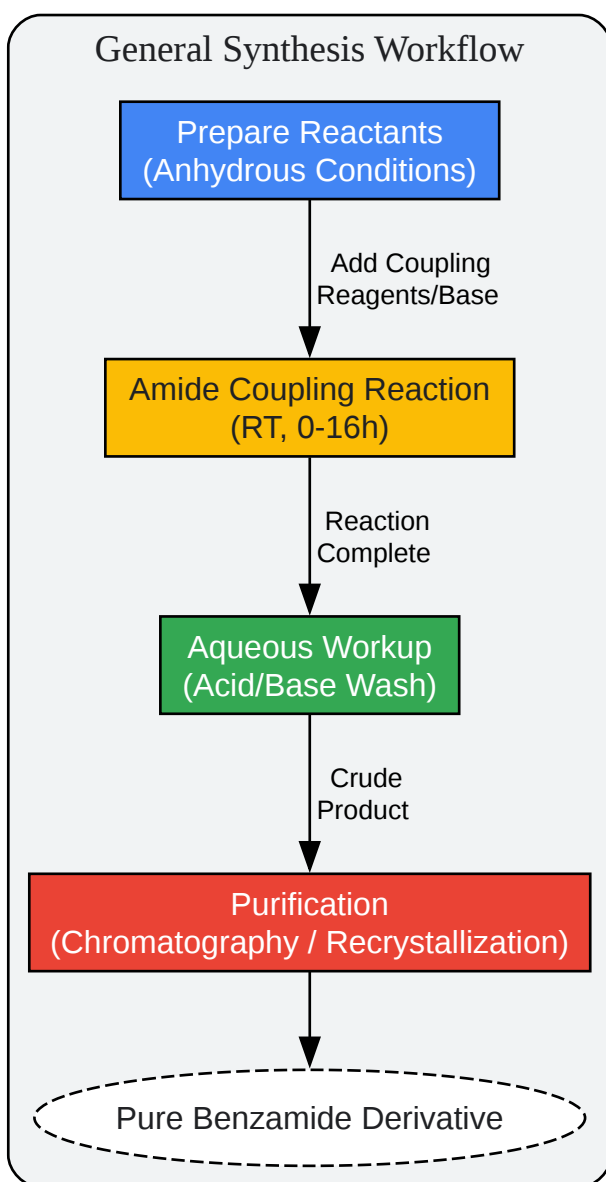 General Synthesis Workflow
Prepare Reactants
(Anhydrous Conditions)
Add Coupling
Reagents/Base
Amide Coupling Reaction
(RT, 0-16h)
Reaction
Complete
Aqueous Workup
(Acid/Base Wash)
Crude
Product
Purification
(Chromatography / Recrystallization)
Pure Benzamide Derivative